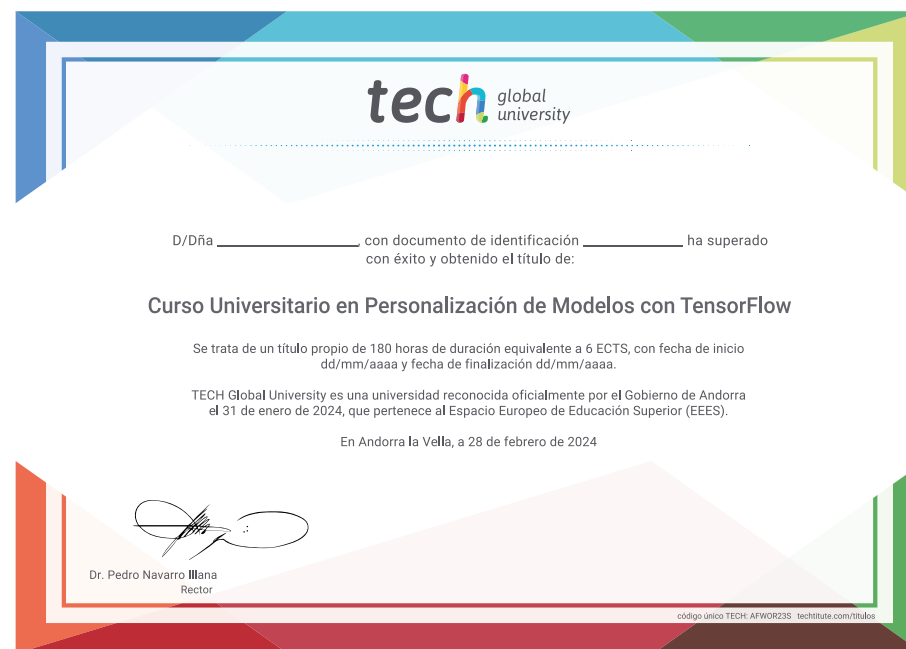 tech global university
D/Dña ____________________, con documento de identificación ______________ ha superado
con éxito y obtenido el título de:
Curso Universitario en Personalización de Modelos con TensorFlow
Se trata de un título propio de 180 horas de duración equivalente a 6 ECTS, con fecha de inicio
dd/mm/aaaa y fecha de finalización dd/mm/aaaa.
TECH Global University es una universidad reconocida oficialmente por el Gobierno de Andorra
el 31 de enero de 2024, que pertenece al Espacio Europeo de Educación Superior (EEES).
En Andorra la Vella, a 28 de febrero de 2024
Dr. Pedro Navarro Illana
Rector
código único TECH: AFWOR23S techtitute.com/titulos